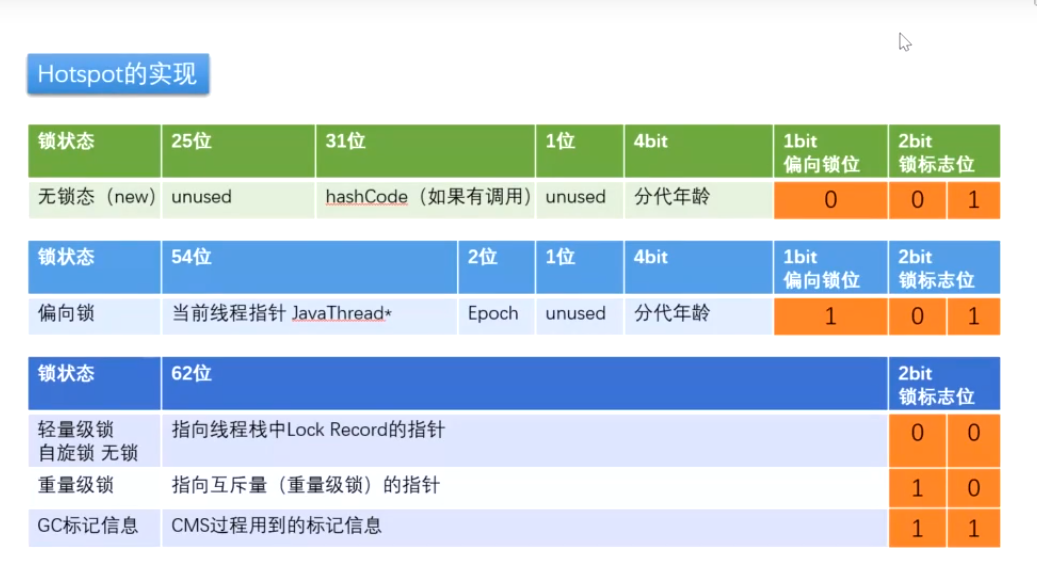 Hotspot的实现
锁状态 25位 31位 1位 4bit 1bit 2bit
偏向锁位 锁标志位
无锁态（new） unused hashCode（如果有调用） unused 分代年龄 0 0 1
锁状态 54位 2位 1位 4bit 1bit 2bit
偏向锁位 锁标志位
偏向锁 当前线程指针 JavaThread* Epoch unused 分代年龄 1 0 1
锁状态 62位 2bit
锁标志位
轻量级锁 指向线程栈中Lock Record的指针 0 0
自旋锁 无锁
重量级锁 指向互斥量（重量级锁）的指针 1 0
GC标记信息 CMS过程用到的标记信息 1 1